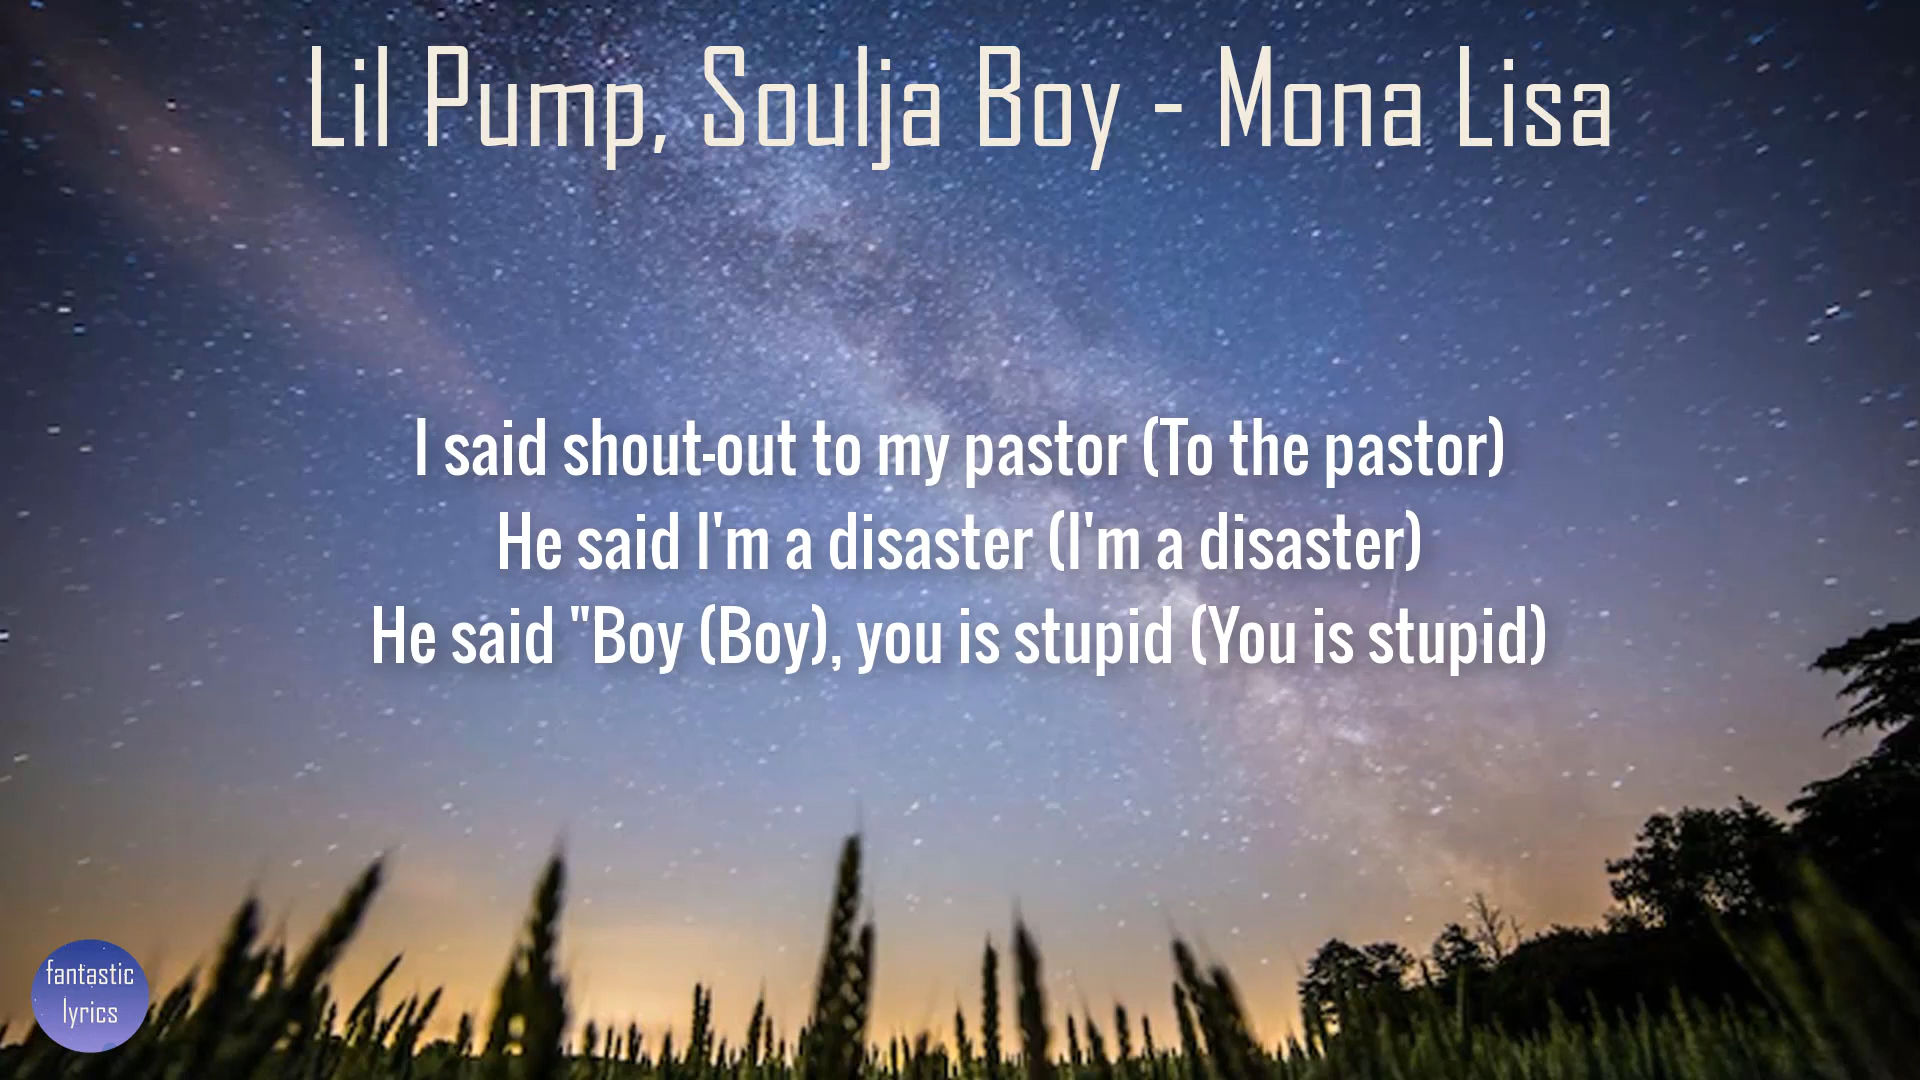 Lil Pump, Soulja Boy - Mona Lisa
I said shout-out to my pastor (To the pastor)
He said I'm a disaster (I'm a disaster)
He said "Boy (Boy), you is stupid (You is stupid)
fantastic
lyrics